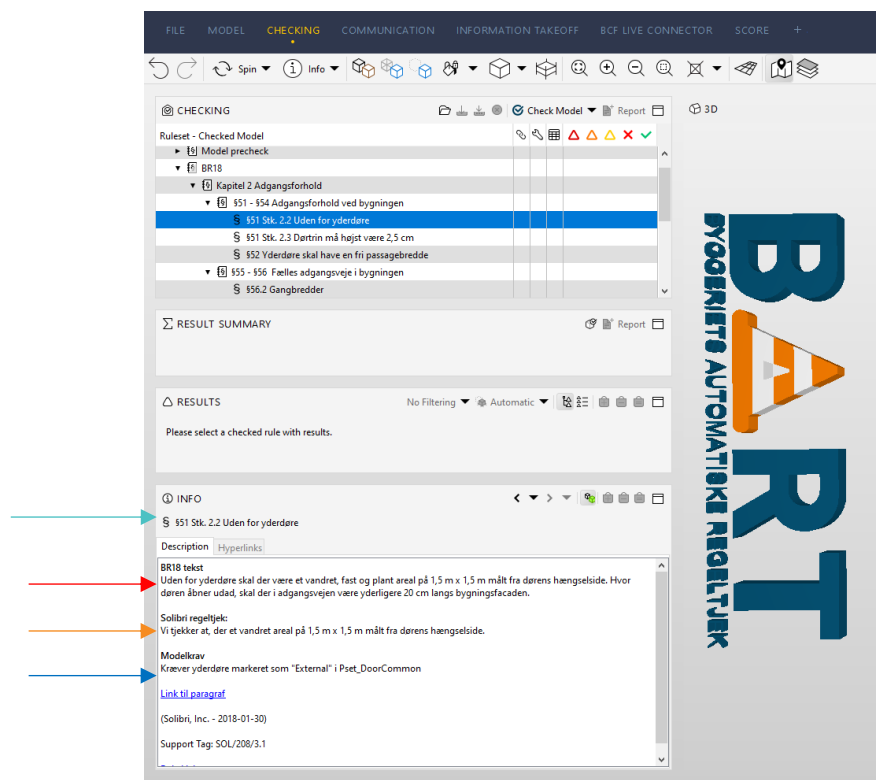 FILE MODEL CHECKING COMMUNICATION INFORMATION TAKEOFF BCF LIVE CONNECTOR SCORE +
Spin Info
CHECKING Check Model Report
3D
Ruleset - Checked Model
Model precheck
BR18
Kapitel 2 Adgangsforhold
§51 - §54 Adgangsforhold ved bygningen
§ §51 Stk. 2.2 Uden for yderdøre
§ §51 Stk. 2.3 Dørtrin må højst være 2,5 cm
§ §52 Yderdøre skal have en fri passagebredde
§55 - §56 Fælles adgangsveje i bygningen
§ §56.2 Gangbredder
∑ RESULT SUMMARY Report
RESULTS No Filtering Automatic
Please select a checked rule with results.
INFO
§ §51 Stk. 2.2 Uden for yderdøre
Description Hyperlinks
BR18 tekst
Uden for yderdøre skal der være et vandret, fast og plant areal på 1,5 m x 1,5 m målt fra dørens hængselside. Hvor
døren åbner udad, skal der i adgangsvejen være yderligere 20 cm langs bygningsfacaden.
Solibri regeltjek:
Vi tjekker at, der et vandret areal på 1,5 m x 1,5 m målt fra dørens hængselside.
Modelkrav
Kræver yderdøre markeret som "External" i Pset_DoorCommon
Link til paragraf
(Solibri, Inc. - 2018-01-30)
Support Tag: SOL/208/3.1
BART
BYGGERIETS AUTOMATISKE REGELTJEK